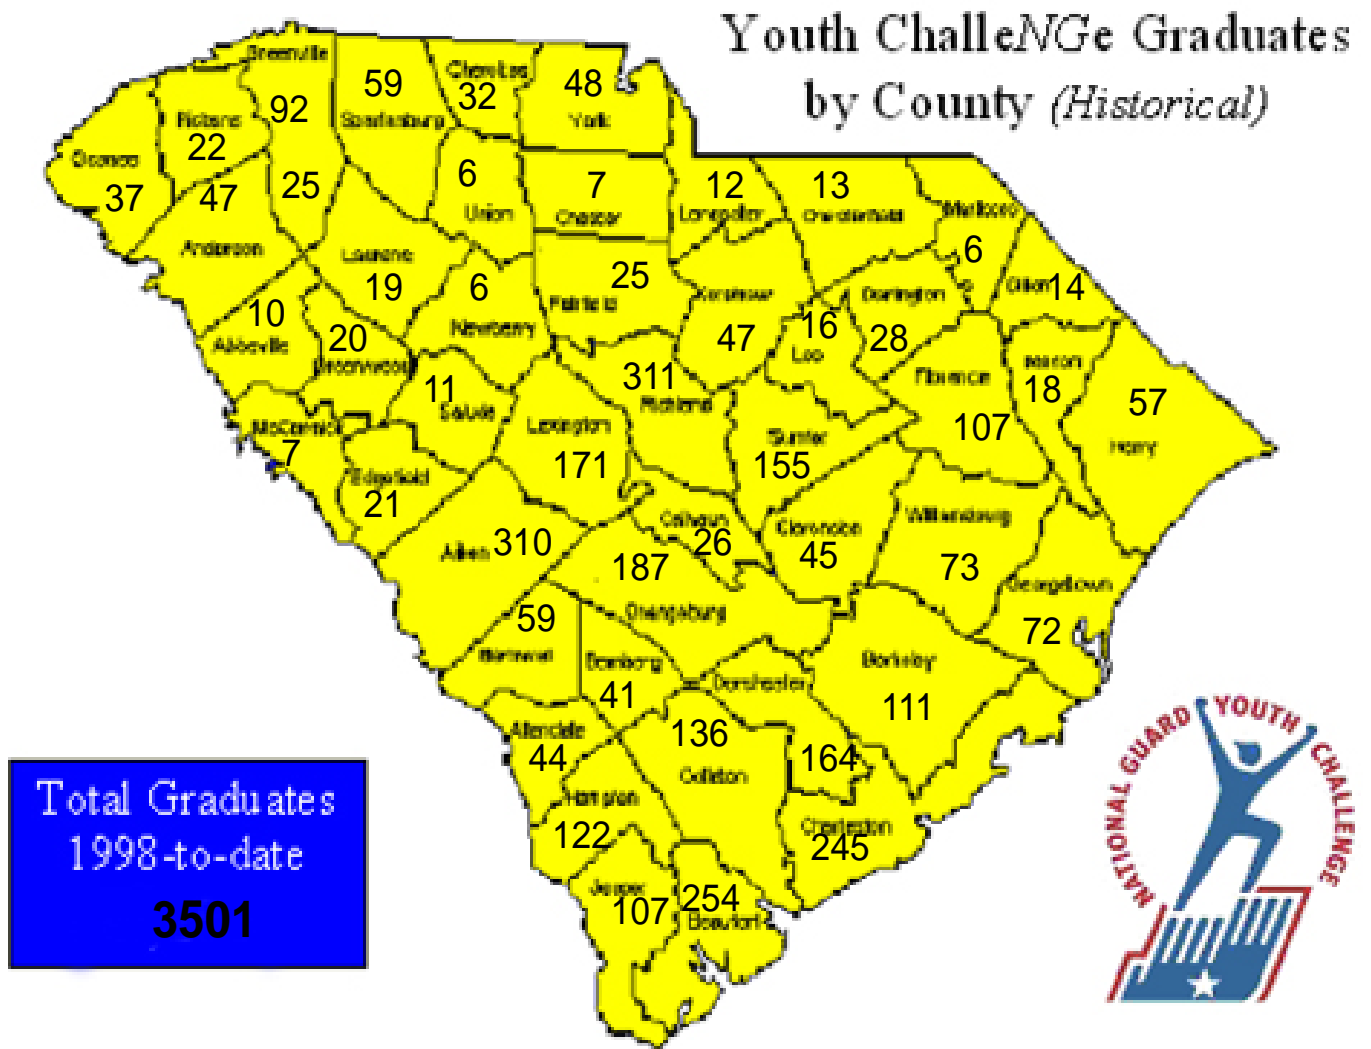 Youth ChalleNGe Graduates
by County (Historical)
Greenville
92
25
59
Spartanburg
Cherokee
32
48
York
Pickens
22
Oconee
37
47
Anderson
6
Union
7
Chester
12
Lancaster
13
Chesterfield
Marlboro
6
Dillon 14
Laurens
19
6
Newberry
25
Fairfield
Kershaw
47
Darlington
28
16
Lee
10
Abbeville
20
Greenwood
11
Saluda
311
Richland
Florence
107
Marion
18
57
Horry
McCormick
7
Edgefield
21
Lexington
171
Sumter
155
Calhoun
26
Clarendon
45
Williamsburg
73
Georgetown
72
Aiken 310
187
Orangeburg
59
Barnwell
Bamberg
41
Dorchester
164
Berkeley
111
Allendale
44
136
Colleton
Hampton
122
Charleston
245
Jasper
107
254
Beaufort
Total Graduates
1998-to-date
3501
NATIONAL GUARD YOUTH CHALLENGE